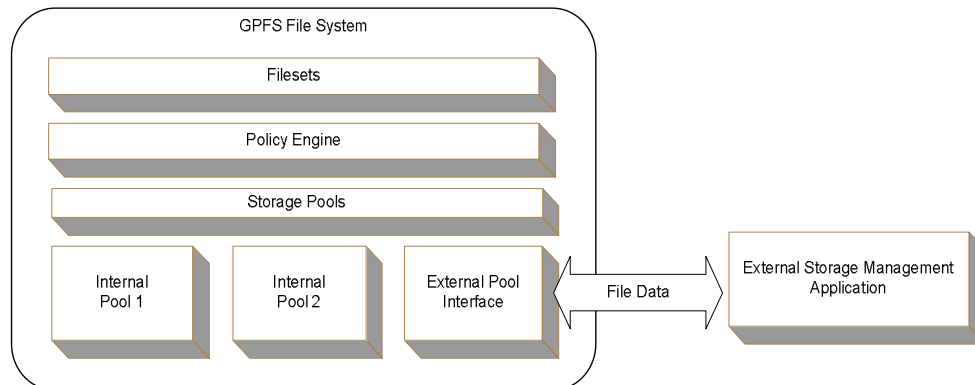 GPFS File System
Filesets
Policy Engine
Storage Pools
Internal
Pool 1
Internal
Pool 2
External Pool
Interface
File Data
External Storage Management
Application